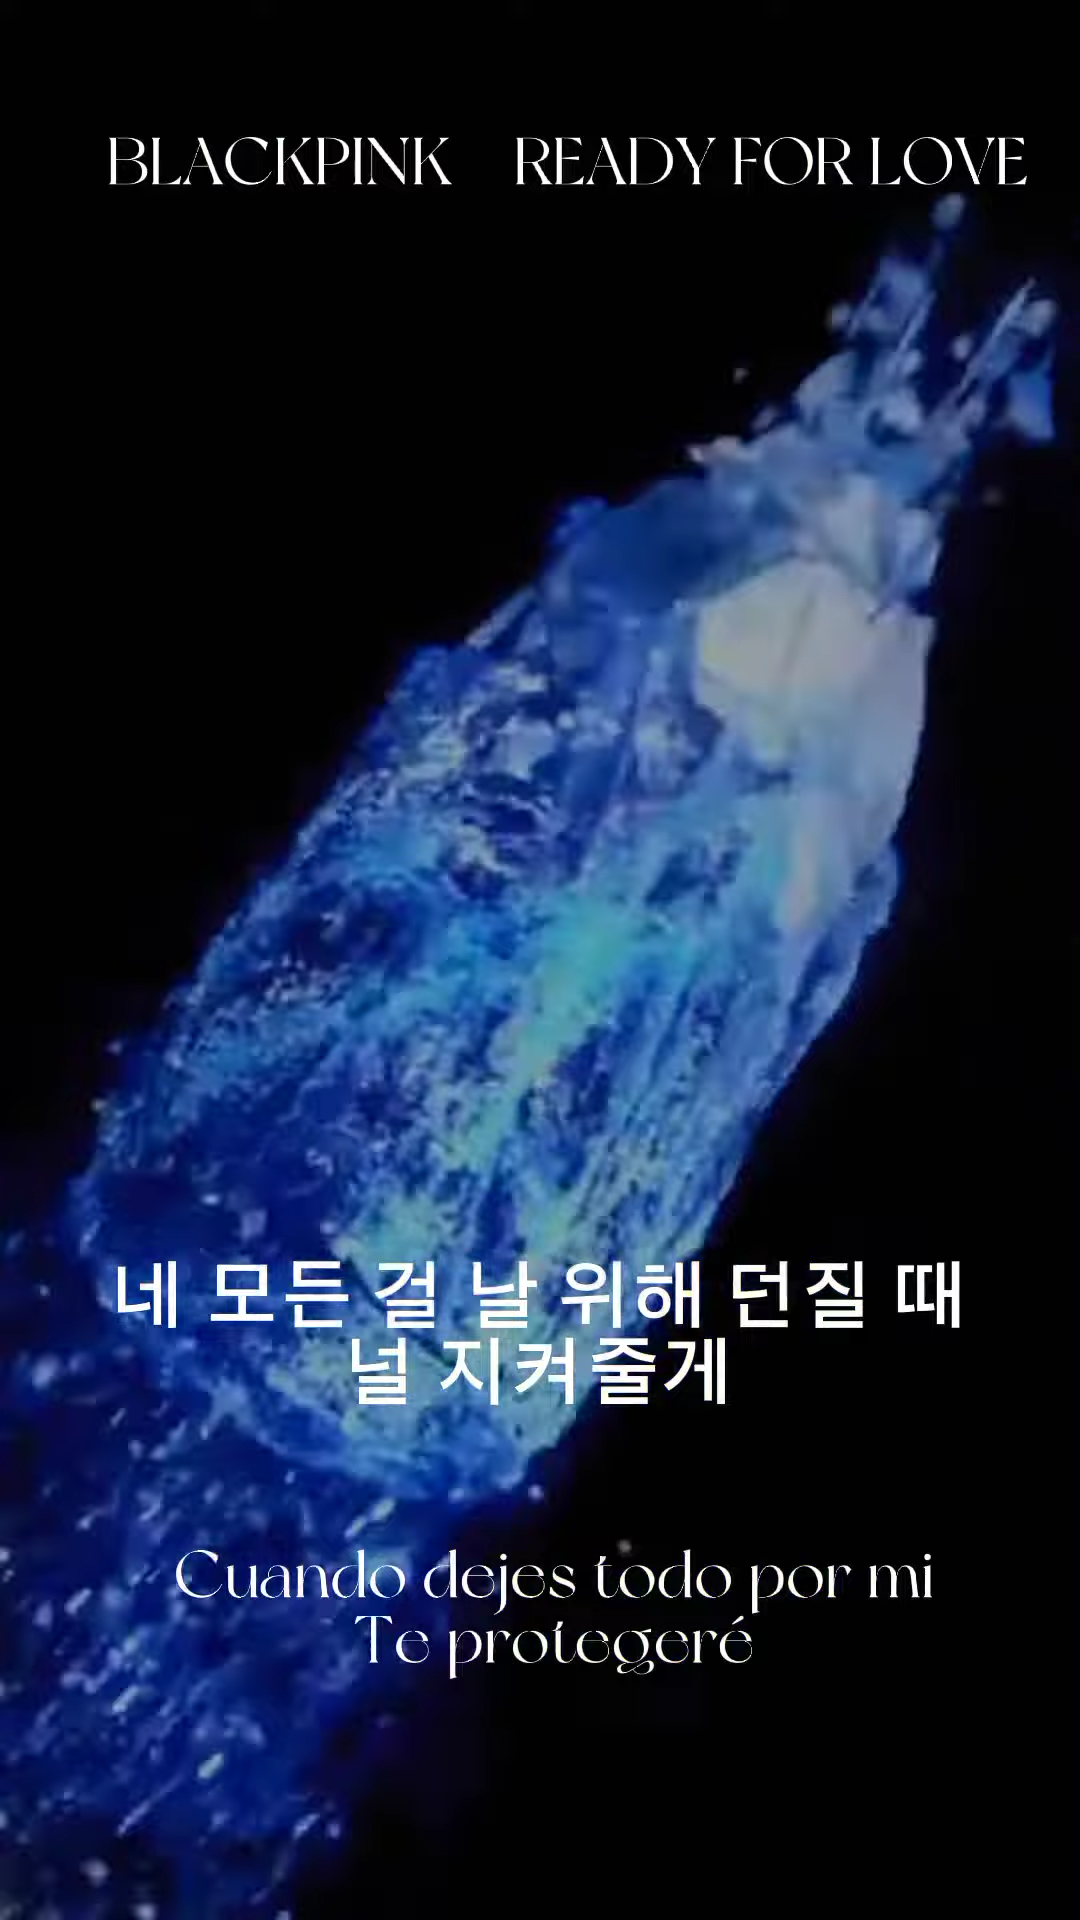 BLACKPINK READY FOR LOVE
네 모든 걸 날 위해 던질 때
널 지켜줄게
Cuando dejes todo por mi
Te protegeré